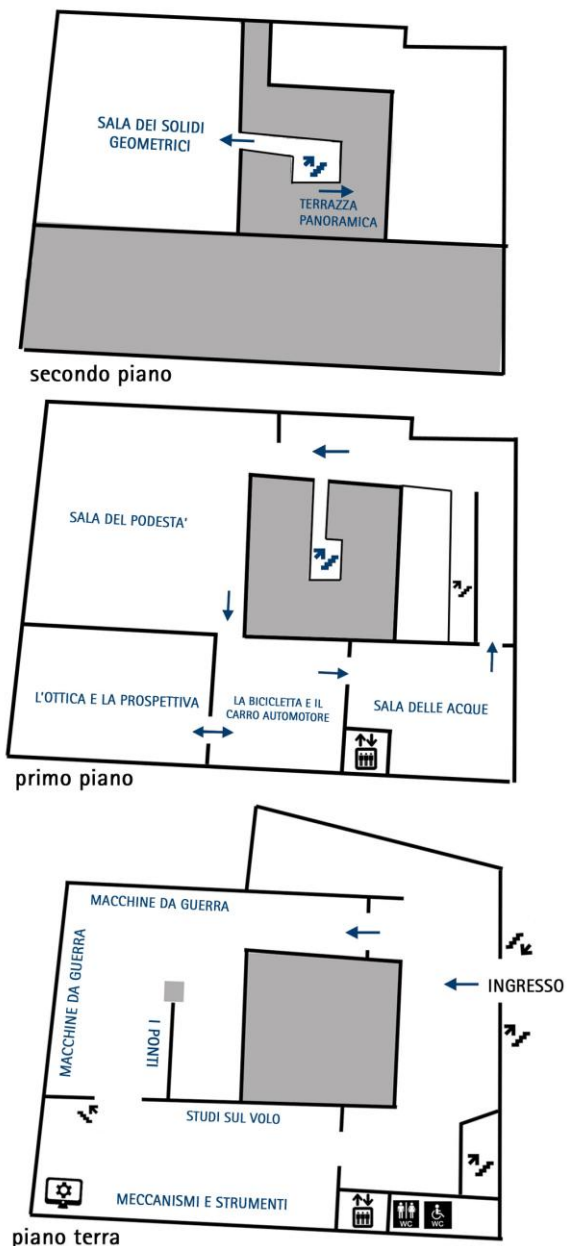 SALA DEI SOLIDI
GEOMETRICI
TERRAZZA
PANORAMICA
secondo piano
SALA DEL PODESTA'
L'OTTICA E LA PROSPETTIVA
LA BICICLETTA E IL
CARRO AUTOMOTORE
SALA DELLE ACQUE
primo piano
MACCHINE DA GUERRA
MACCHINE DA GUERRA
I PONTI
INGRESSO
STUDI SUL VOLO
MECCANISMI E STRUMENTI
WC
WC
piano terra